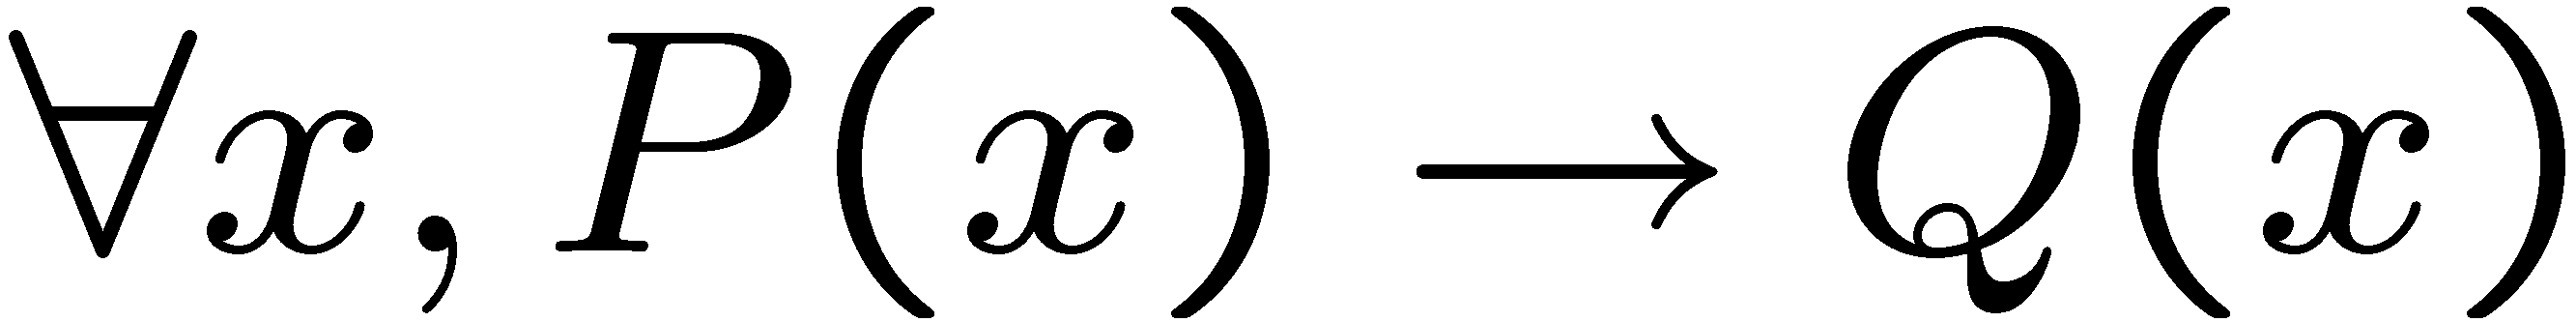 ∀x, P(x) → Q(x)